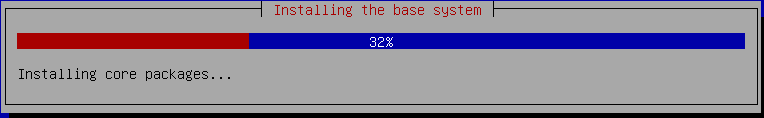 Installing the base system
32%
Installing core packages...